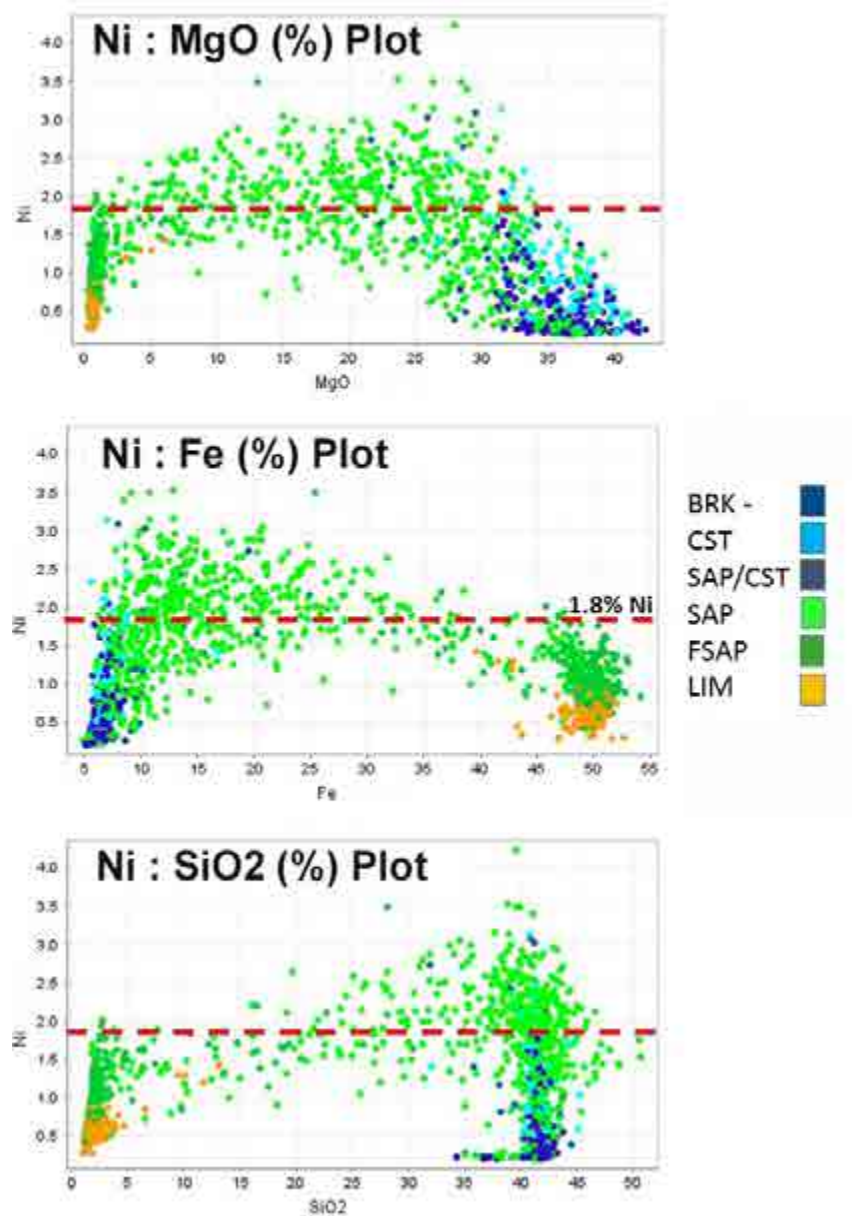 Ni : MgO (%) Plot
4.0
3.5
3.0
2.5
2.0
1.5
1.0
0.5
Ni
0 5 10 15 20 25 30 35 40
MgO
Ni : Fe (%) Plot
4.0
3.5
3.0
2.5
2.0
1.5
1.0
0.5
Ni
1.8% Ni
5 10 15 20 25 30 35 40 45 50 55
Fe
BRK -
CST
SAP/CST
SAP
FSAP
LIM
Ni : SiO2 (%) Plot
4.0
3.5
3.0
2.5
2.0
1.5
1.0
0.5
Ni
0 5 10 15 20 25 30 35 40 45 50
SiO2